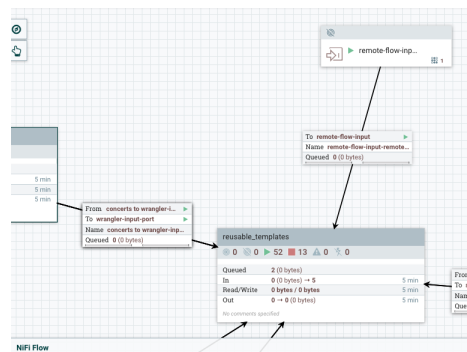 remote-flow-inp...
1
To remote-flow-input
Name remote-flow-input-remote...
Queued 0 (0 bytes)
5 min
5 min
5 min
From concerts to wrangler-i...
To wrangler-input-port
Name concerts to wrangler-inp...
Queued 0 (0 bytes)
reusable_templates
0 0 52 13 0 0
Queued 2 (0 bytes)
In 0 (0 bytes) → 5 5 min
Read/Write 0 bytes / 0 bytes 5 min
Out 0 → 0 (0 bytes) 5 min
No comments specified
From
To
Nam
Que
NiFi Flow